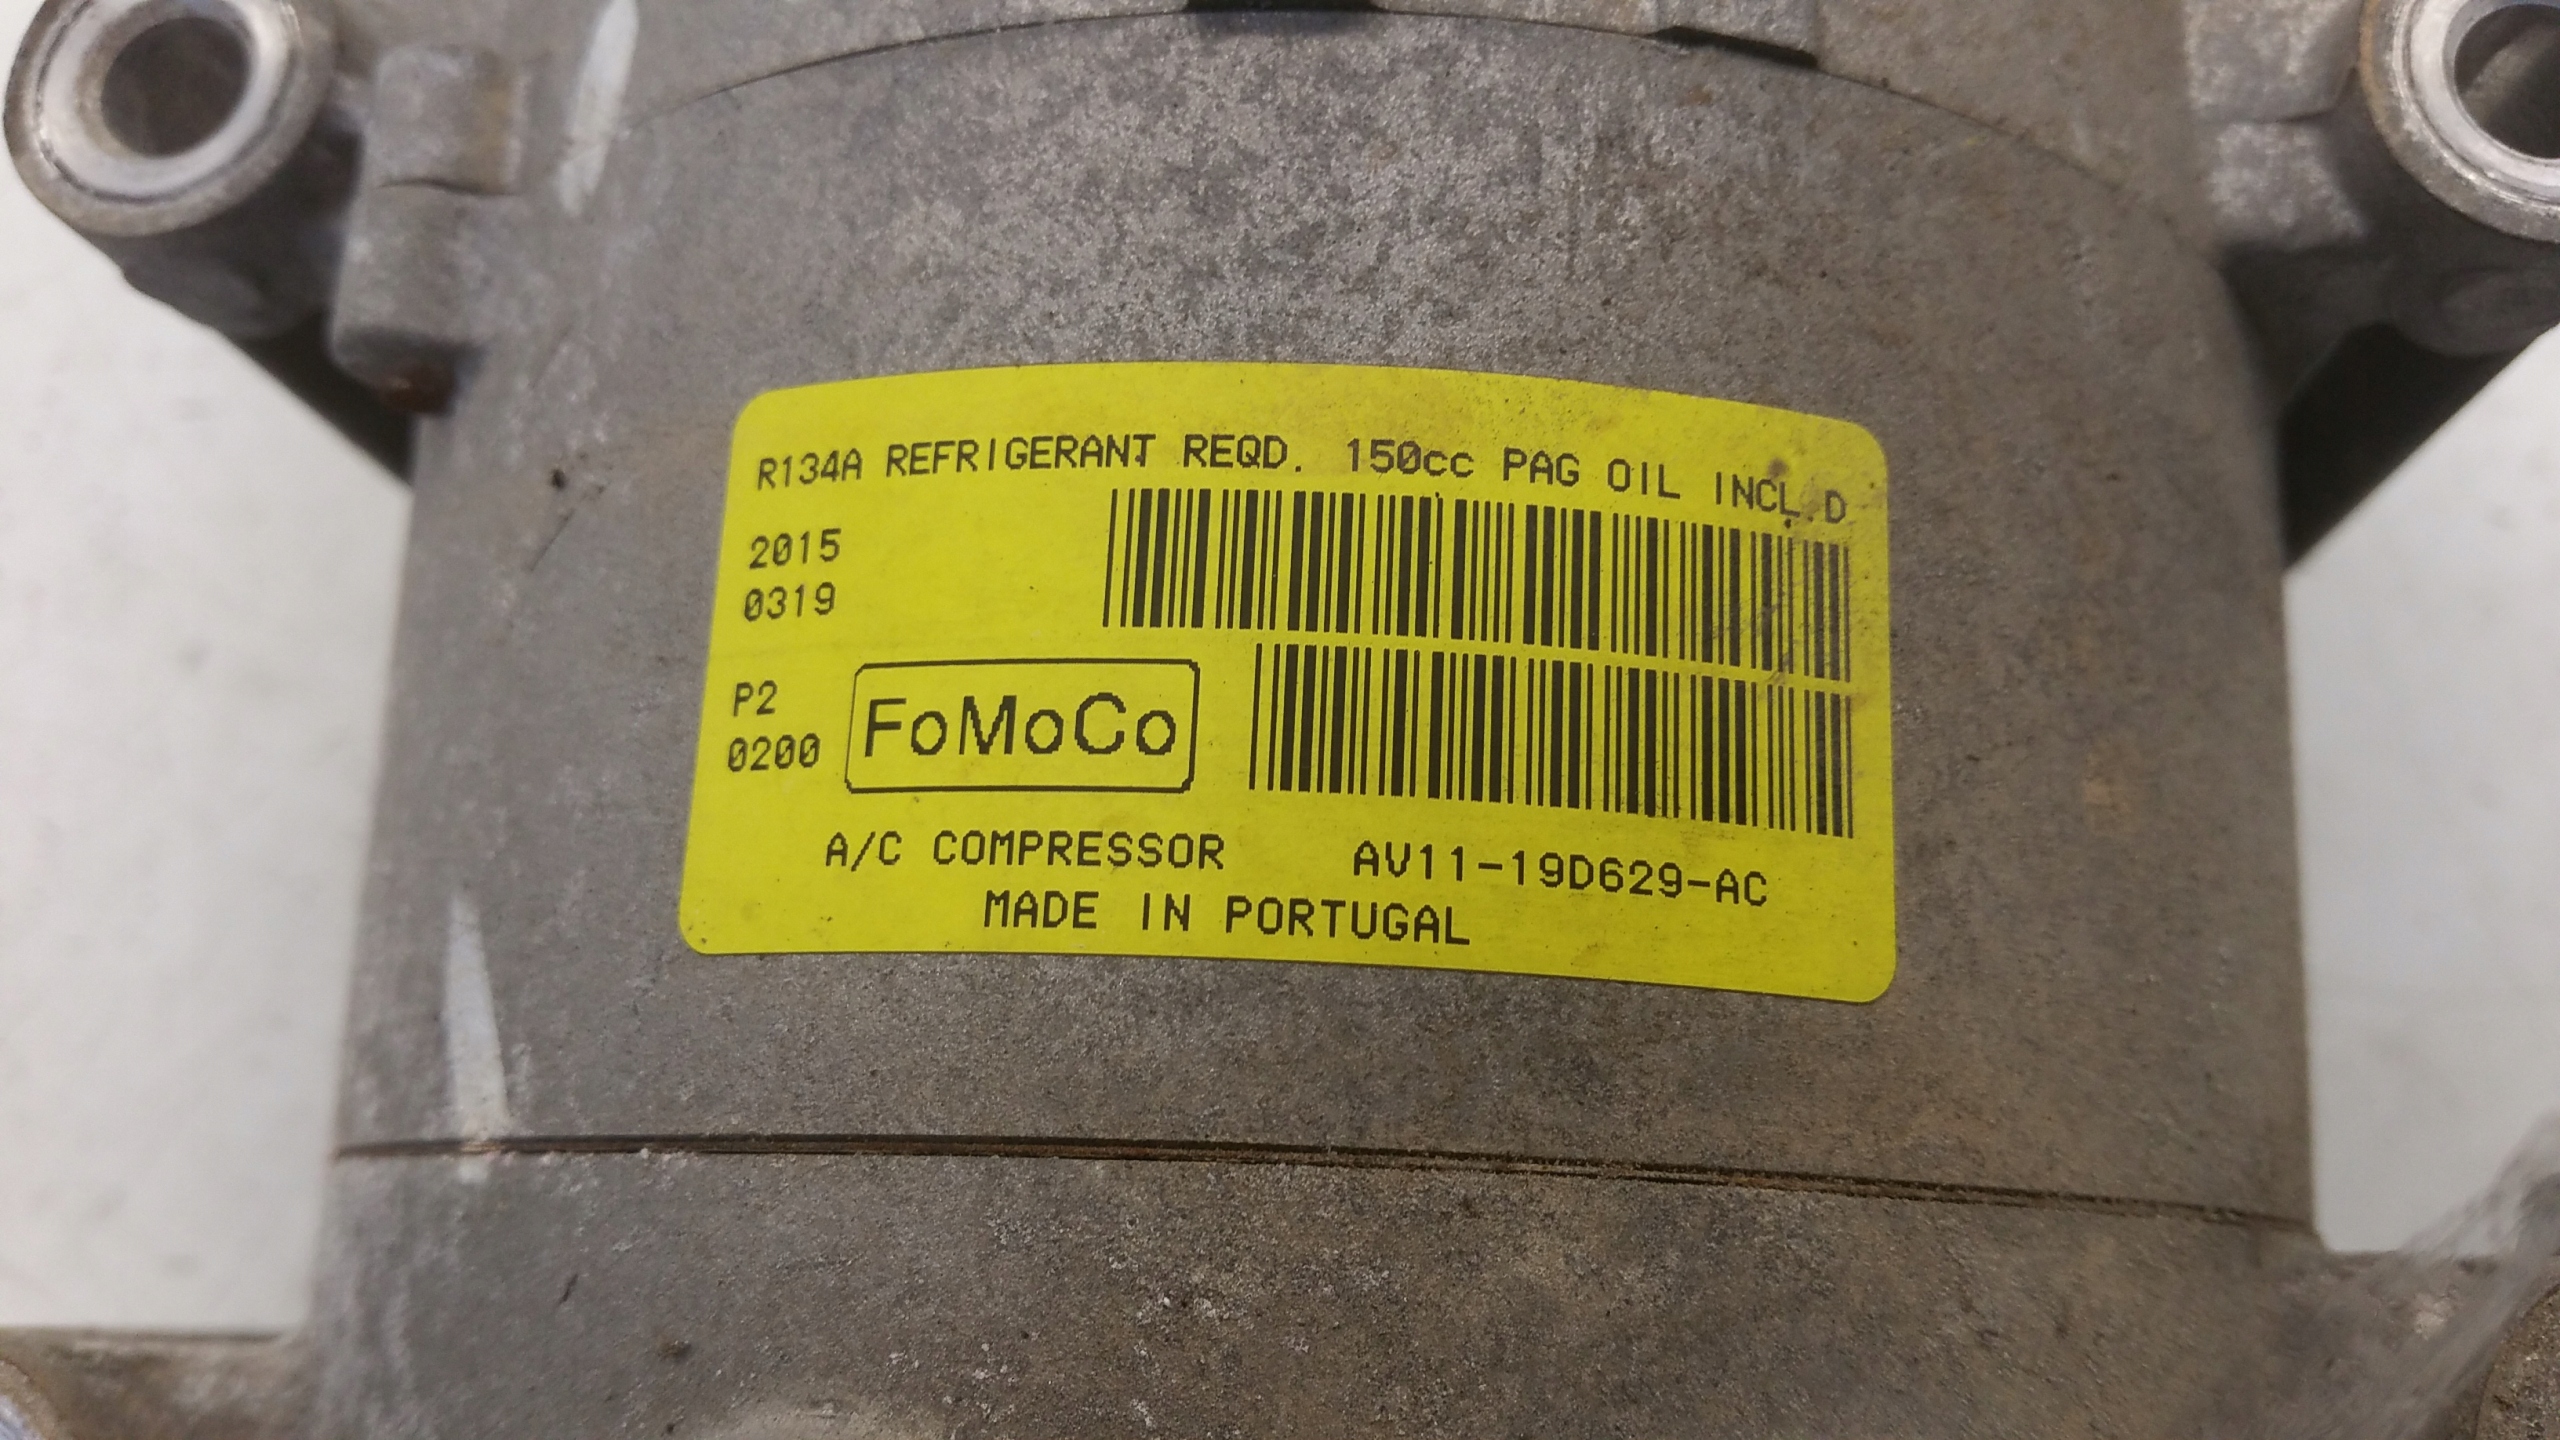 R134A REFRIGERANT REQD. 150cc PAG OIL INCL.D
2015
0319
P2
0200
FoMoCo
A/C COMPRESSOR AV11-19D629-AC
MADE IN PORTUGAL